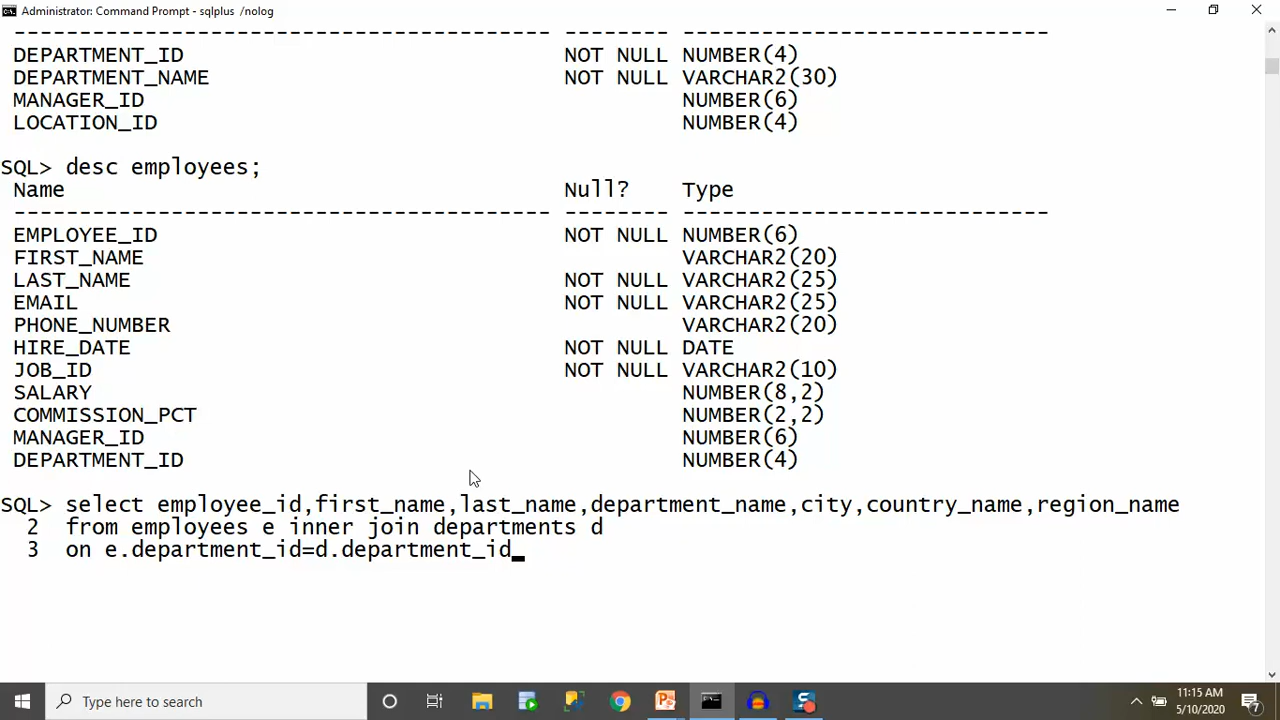 Administrator: Command Prompt - sqlplus /nolog
---------------------------------------- -------- ----------------------------
DEPARTMENT_ID NOT NULL NUMBER(4)
DEPARTMENT_NAME NOT NULL VARCHAR2(30)
MANAGER_ID NUMBER(6)
LOCATION_ID NUMBER(4)
SQL> desc employees;
Name Null? Type
---------------------------------------- -------- ----------------------------
EMPLOYEE_ID NOT NULL NUMBER(6)
FIRST_NAME VARCHAR2(20)
LAST_NAME NOT NULL VARCHAR2(25)
EMAIL NOT NULL VARCHAR2(25)
PHONE_NUMBER VARCHAR2(20)
HIRE_DATE NOT NULL DATE
JOB_ID NOT NULL VARCHAR2(10)
SALARY NUMBER(8,2)
COMMISSION_PCT NUMBER(2,2)
MANAGER_ID NUMBER(6)
DEPARTMENT_ID NUMBER(4)
SQL> select employee_id,first_name,last_name,department_name,city,country_name,region_name
2 from employees e inner join departments d
3 on e.department_id=d.department_id_
Type here to search
11:15 AM
5/10/2020
7